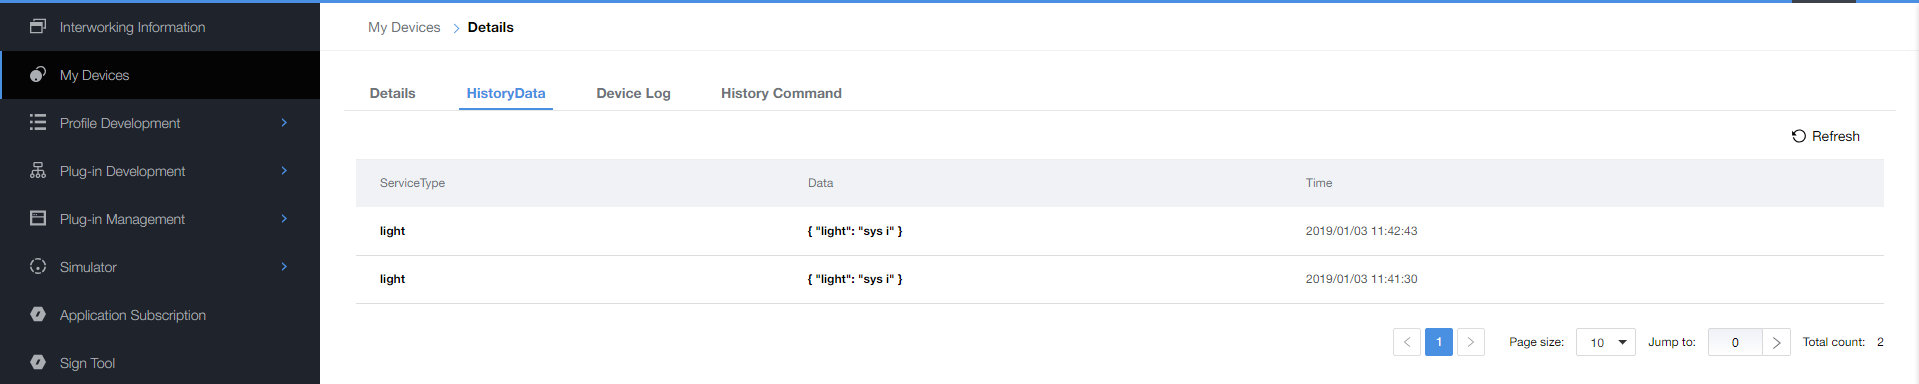 Interworking Information
My Devices
Profile Development
Plug-in Development
Plug-in Management
Simulator
Application Subscription
Sign Tool
My Devices > Details
Details HistoryData Device Log History Command
Refresh
ServiceType Data Time
light { "light": "sys i" } 2019/01/03 11:42:43
light { "light": "sys i" } 2019/01/03 11:41:30
< 1 > Page size: 10 Jump to: 0 > Total count: 2